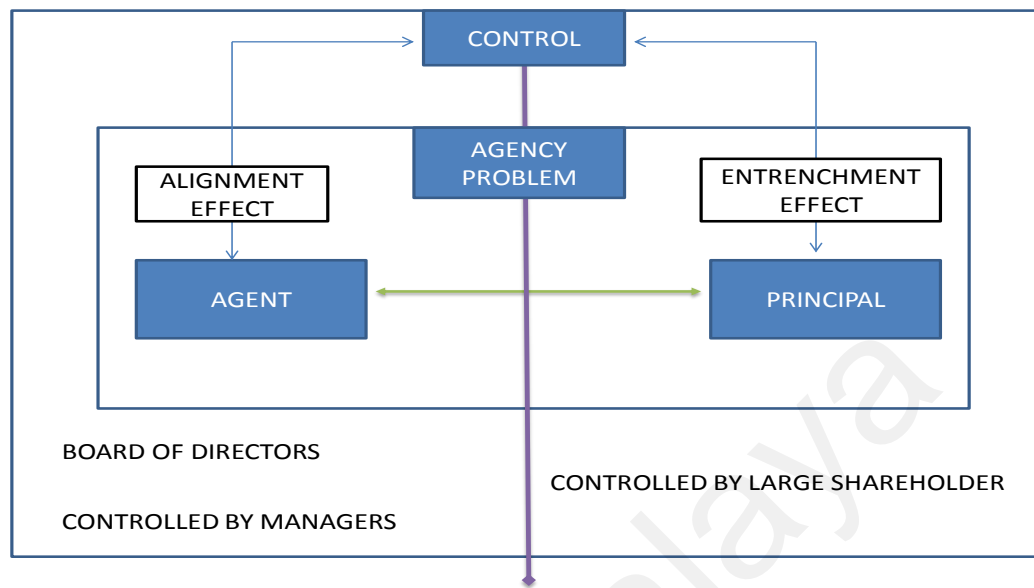 CONTROL
AGENCY
PROBLEM
ALIGNMENT
EFFECT
ENTRENCHMENT
EFFECT
AGENT
PRINCIPAL
BOARD OF DIRECTORS
CONTROLLED BY LARGE SHAREHOLDER
CONTROLLED BY MANAGERS
laya